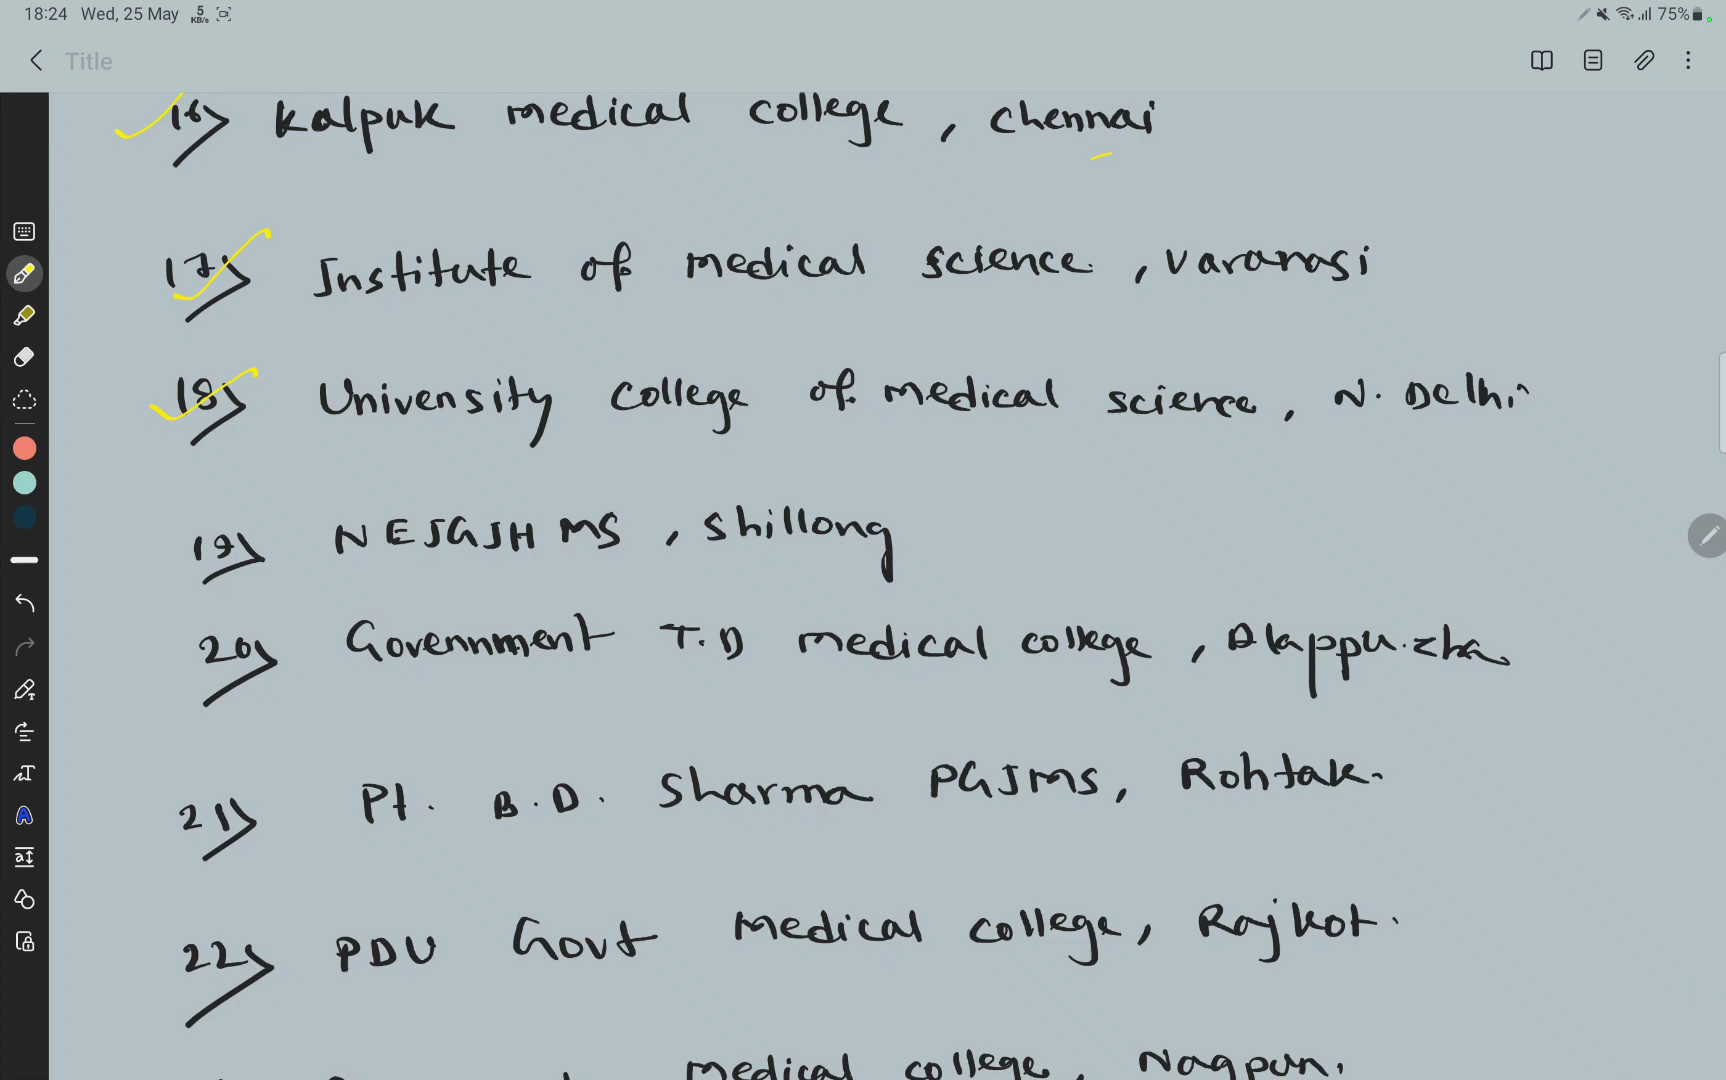 18:24 Wed, 25 May 5 KB/s 75%
Title
16) Kalpuk medical college, chennai
17) Institute of medical science, varanasi
18) University college of medical science, N. Delhi
19) NEIGIHMS, shillong
20) Government T.D medical college, Alappuzha
21) Pt. B.D. Sharma PGIMS, Rohtak.
22) PDU Govt medical college, Rajkot.
medical college, Nagpur.